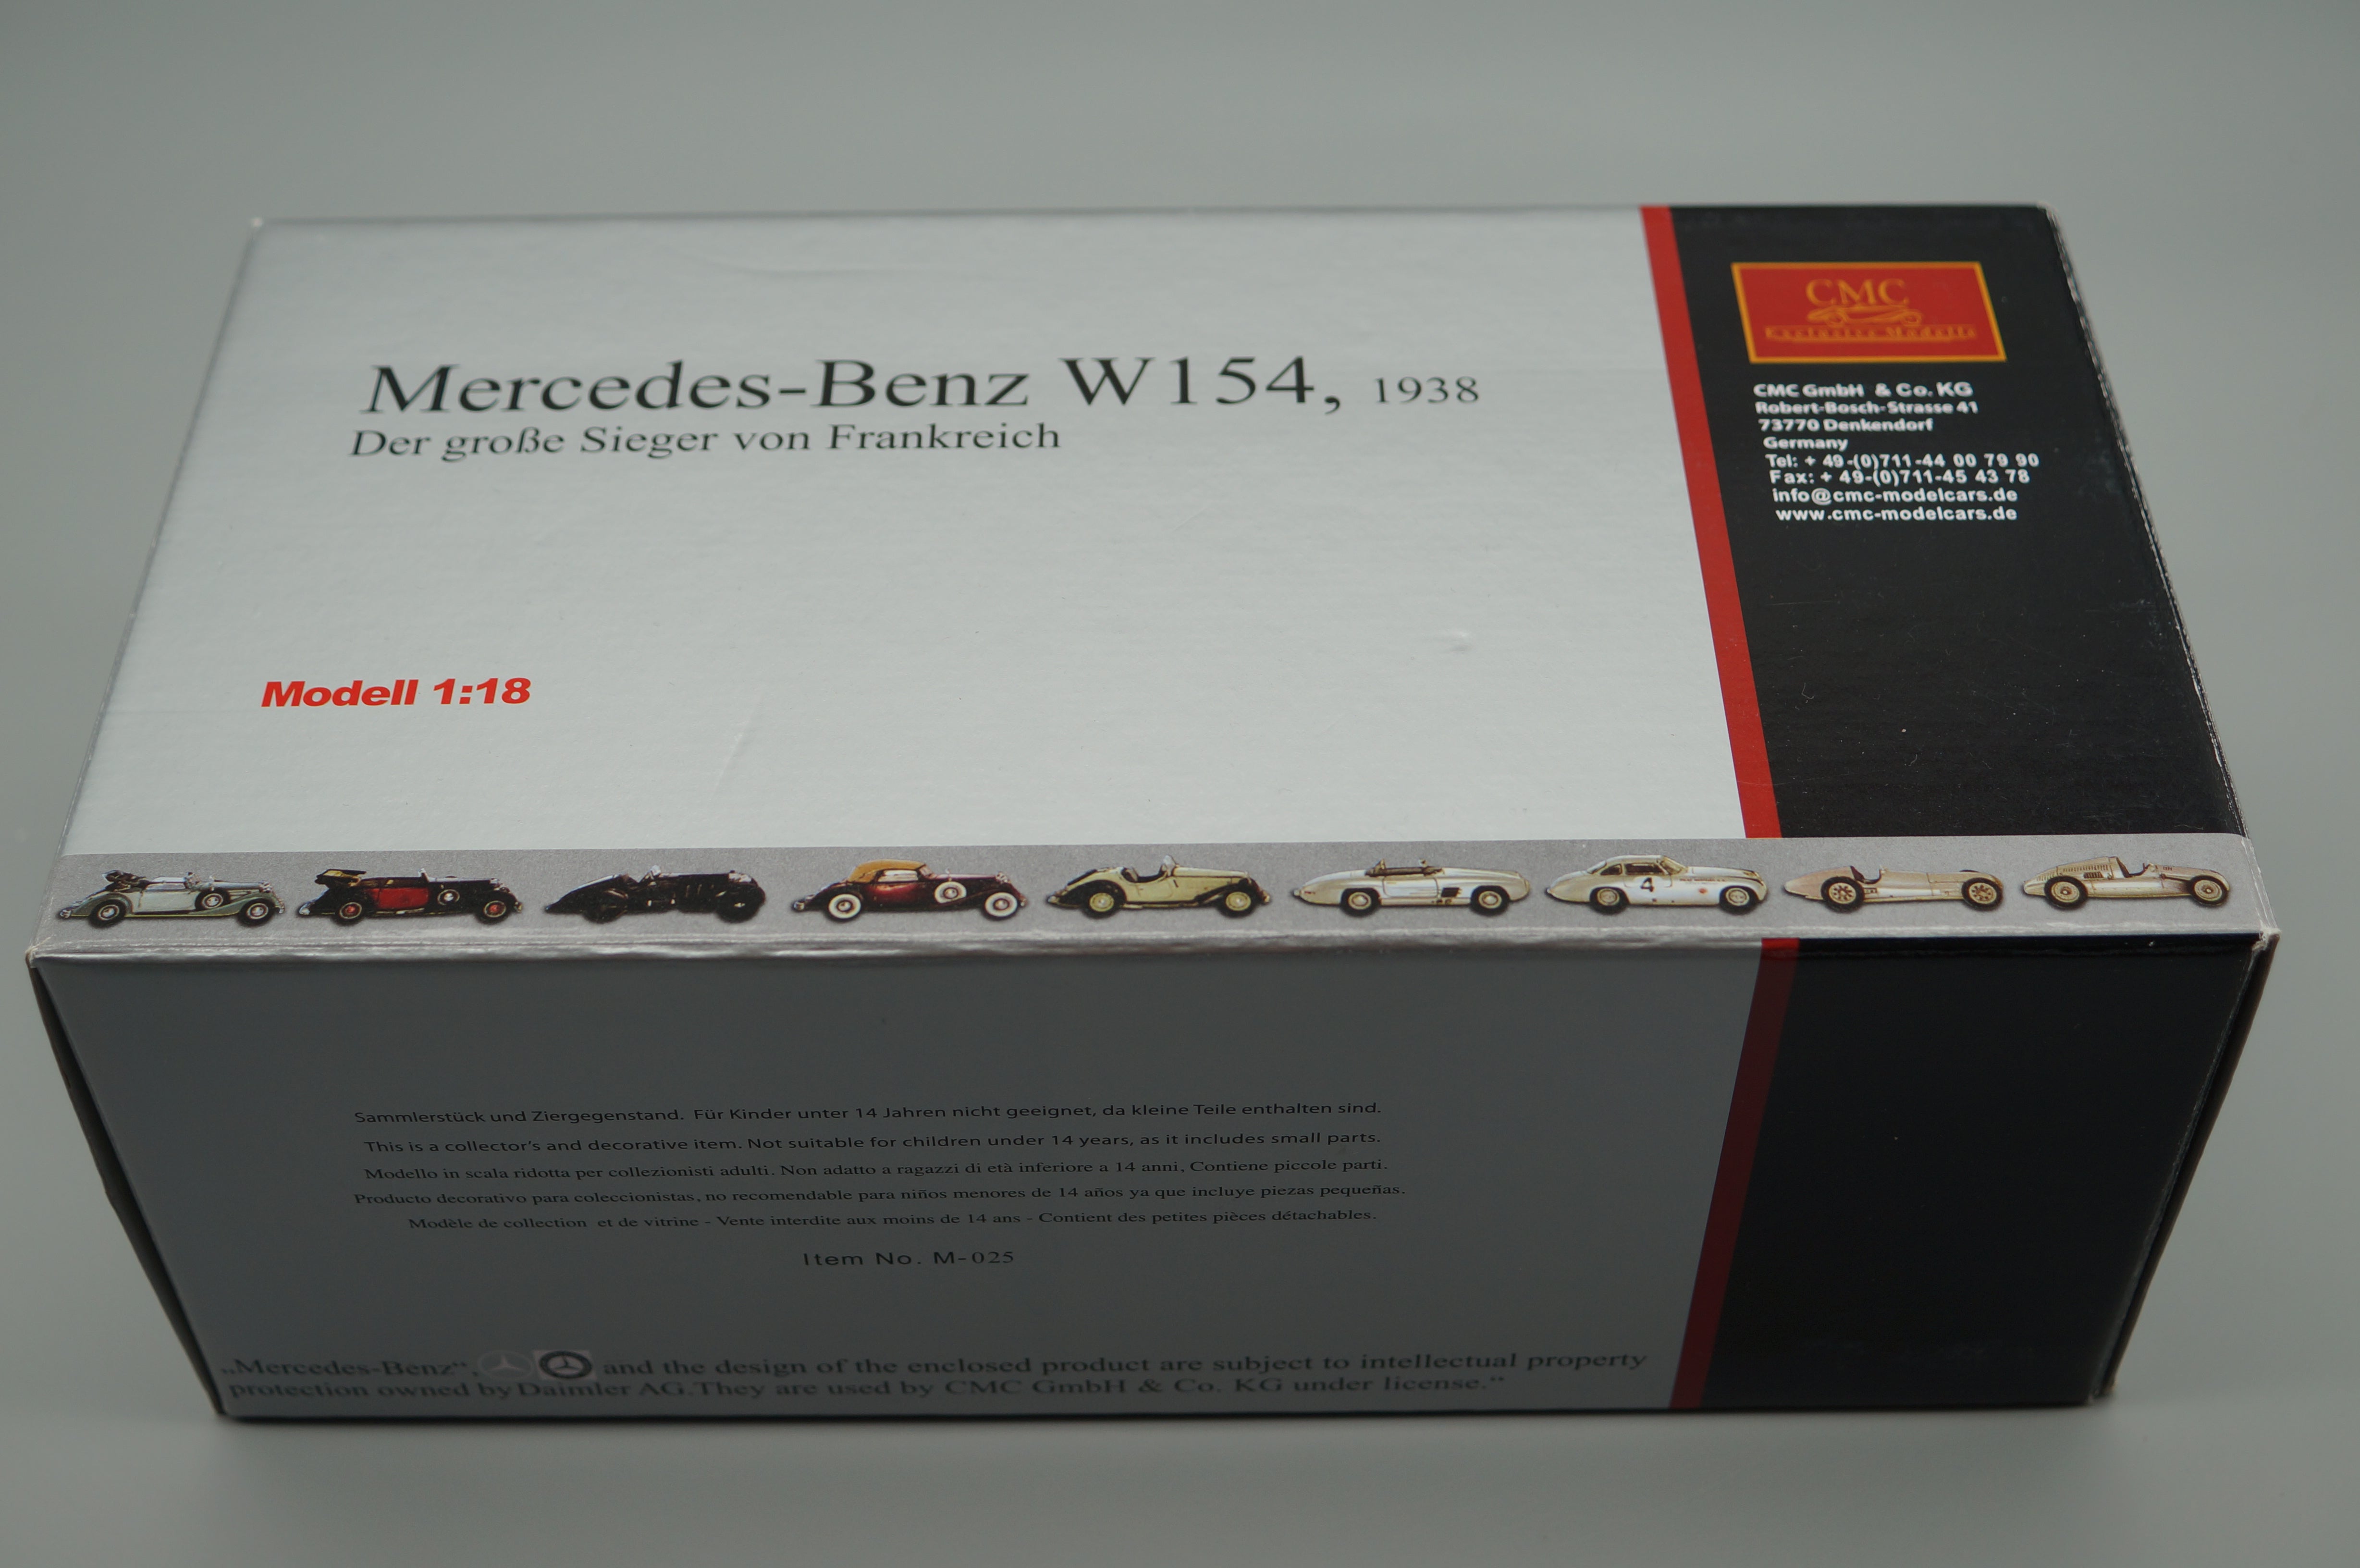 Mercedes-Benz W154, 1938
Der große Sieger von Frankreich
Modell 1:18
CMC
Exclusive Modelle
CMC GmbH & Co. KG
Robert-Bosch-Strasse 41
73770 Denkendorf
Germany
Tel: + 49-(0)711-44 00 79 90
Fax: + 49-(0)711-45 43 78
info@cmc-modelcars.de
www.cmc-modelcars.de
4
Sammlerstück und Ziergegenstand. Für Kinder unter 14 Jahren nicht geeignet, da kleine Teile enthalten sind.
This is a collector's and decorative item. Not suitable for children under 14 years, as it includes small parts.
Modello in scala ridotta per collezionisti adulti. Non adatto a ragazzi di età inferiore a 14 anni, Contiene piccole parti.
Producto decorativo para coleccionistas, no recomendable para niños menores de 14 años ya que incluye piezas pequeñas.
Modèle de collection et de vitrine - Vente interdite aux moins de 14 ans - Contient des petites pièces détachables.
Item No. M-025
„Mercedes-Benz“, and the design of the enclosed product are subject to intellectual property
protection owned by Daimler AG.They are used by CMC GmbH & Co. KG under license.“